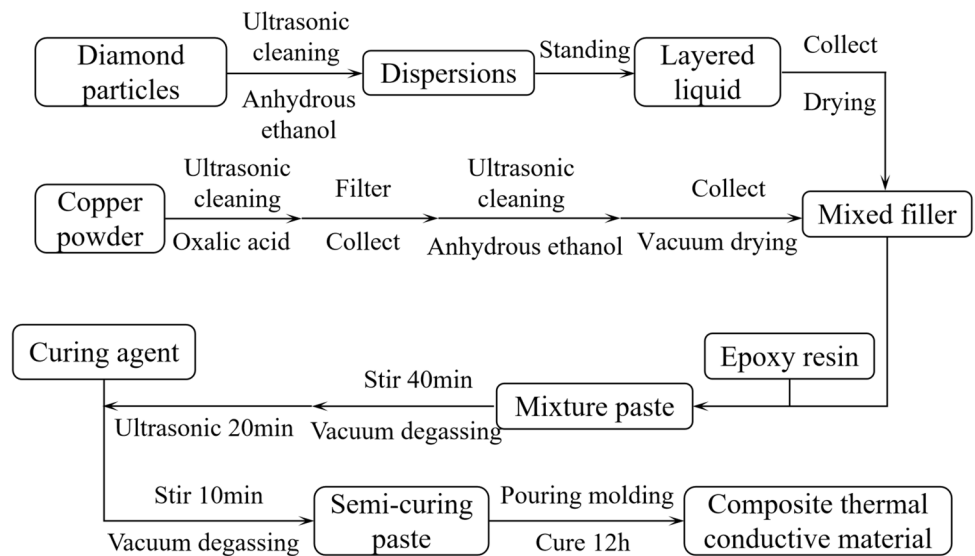 Diamond
particles
Ultrasonic
cleaning
Anhydrous
ethanol
Dispersions
Standing
Layered
liquid
Collect
Drying
Copper
powder
Ultrasonic
cleaning
Oxalic acid
Filter
Collect
Ultrasonic
cleaning
Anhydrous ethanol
Collect
Vacuum drying
Mixed filler
Curing agent
Epoxy resin
Mixture paste
Stir 40min
Vacuum degassing
Ultrasonic 20min
Stir 10min
Vacuum degassing
Semi-curing
paste
Pouring molding
Cure 12h
Composite thermal
conductive material